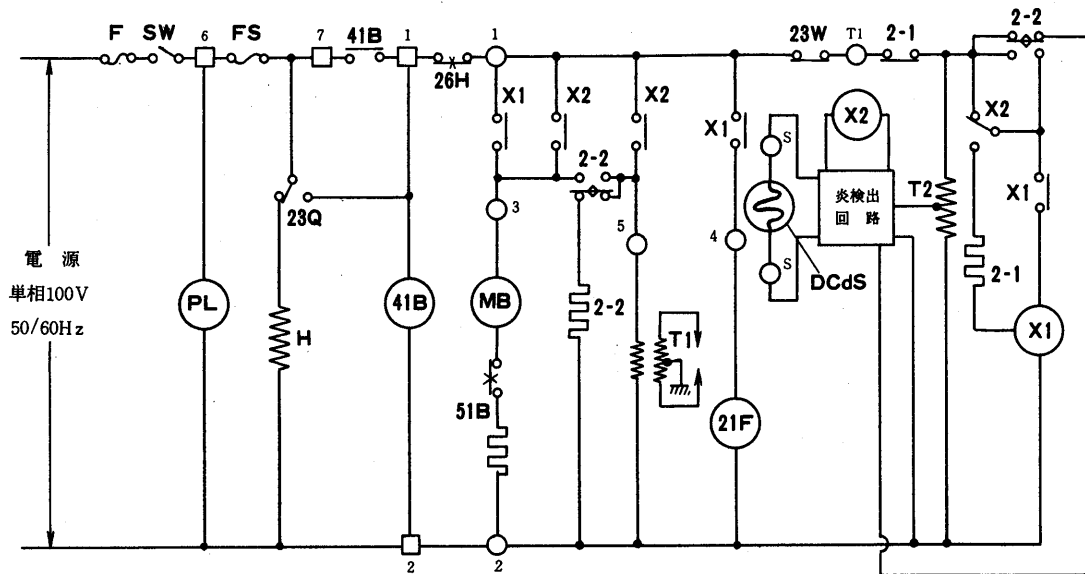 F SW 6 FS 7 41B 1 26H 1 23W T1 2-1 2-2
X1 X2 X2 X1 S X2 X2 X1
2-2
炎検出
回路
T2
23Q 3 5 4 S DCdS
電源
単相100V
50/60Hz
PL H 41B MB 2-2 T1 2-1 X1
51B 21F
2 2